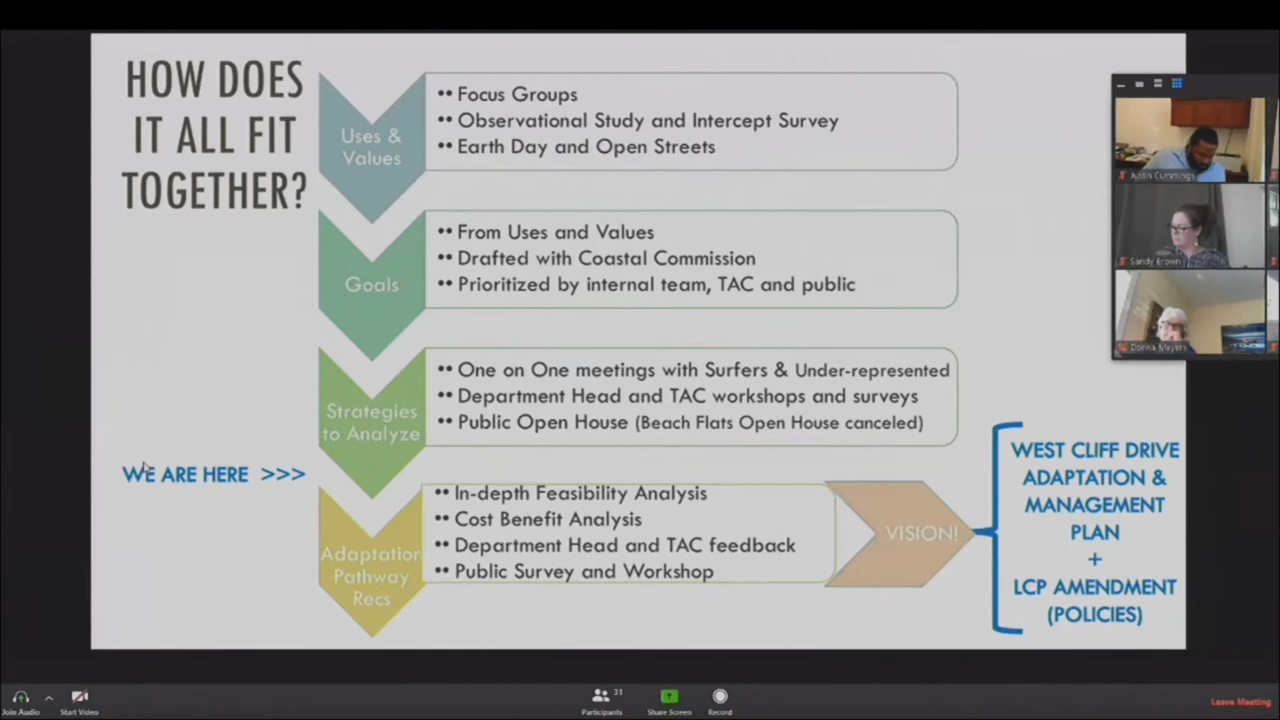 HOW DOES
IT ALL FIT
TOGETHER?
Uses &
Values
•• Focus Groups
•• Observational Study and Intercept Survey
•• Earth Day and Open Streets
Goals
•• From Uses and Values
•• Drafted with Coastal Commission
•• Prioritized by internal team, TAC and public
Strategies
to Analyze
•• One on One meetings with Surfers & Under-represented
•• Department Head and TAC workshops and surveys
•• Public Open House (Beach Flats Open House canceled)
WE ARE HERE >>>
Adaptation
Pathway
Recs
•• In-depth Feasibility Analysis
•• Cost Benefit Analysis
•• Department Head and TAC feedback
•• Public Survey and Workshop
VISION!
WEST CLIFF DRIVE
ADAPTATION &
MANAGEMENT
PLAN
+
LCP AMENDMENT
(POLICIES)
Justin Cummings
Sandy Brown
Donna Meyers
Join Audio
Start Video
31
Participants
Share Screen
Record
Leave Meeting